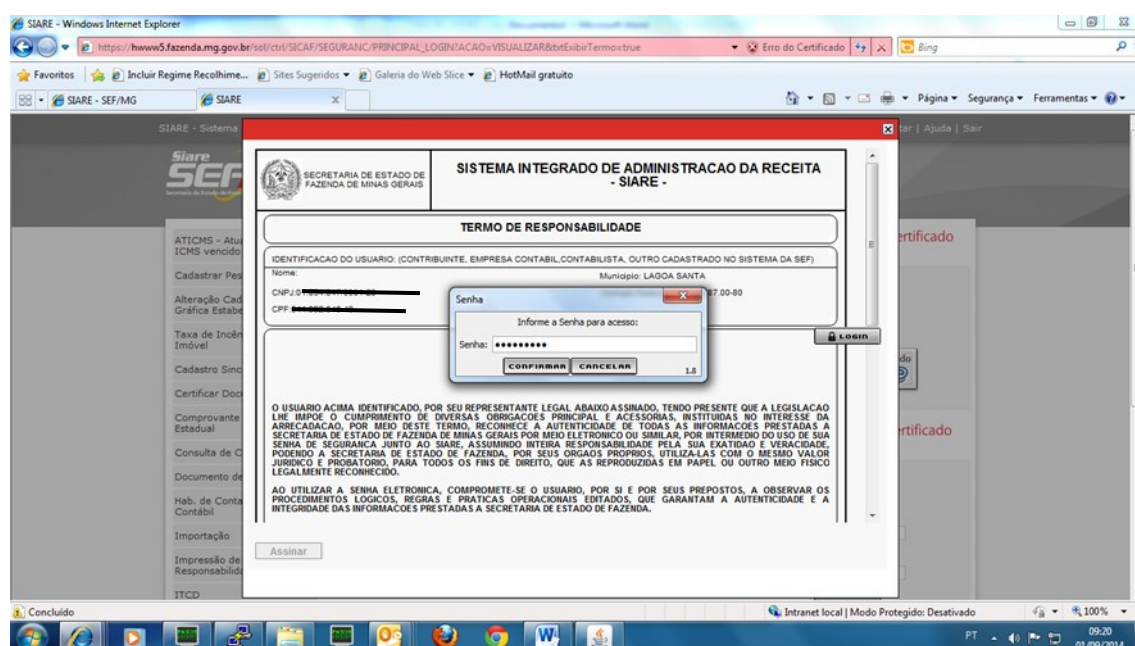 SIARE - Windows Internet Explorer
https://hwww5.fazenda.mg.gov.br/sol/ctrl/SICAF/SEGURANC/PRINCIPAL_LOGIN?ACAO=VISUALIZAR&txtExibirTermo=true
Erro do Certificado
Bing
Favoritos
Incluir Regime Recolhime...
Sites Sugeridos
Galeria do Web Slice
HotMail gratuito
SIARE - SEF/MG
SIARE
Página
Segurança
Ferramentas
SIARE - Sistema
tar | Ajuda | Sair
Siare
SEF
SECRETARIA DE ESTADO DE
FAZENDA DE MINAS GERAIS
SISTEMA INTEGRADO DE ADMINISTRACAO DA RECEITA
- SIARE -
TERMO DE RESPONSABILIDADE
IDENTIFICACAO DO USUARIO: (CONTRIBUINTE, EMPRESA CONTABIL,CONTABILISTA, OUTRO CADASTRADO NO SISTEMA DA SEF)
Nome:
Municipio: LAGOA SANTA
CNPJ:
87.00-80
CPF:
Senha
Informe a Senha para acesso:
Senha: •••••••••
CONFIRMAR CANCELAR
1.8
LOGIN
O USUARIO ACIMA IDENTIFICADO, POR SEU REPRESENTANTE LEGAL ABAIXO ASSINADO, TENDO PRESENTE QUE A LEGISLACAO
LHE IMPOE O CUMPRIMENTO DE DIVERSAS OBRIGACOES PRINCIPAL E ACESSORIAS, INSTITUIDAS NO INTERESSE DA
ARRECADACAO, POR MEIO DESTE TERMO, RECONHECE A AUTENTICIDADE DE TODAS AS INFORMACOES PRESTADAS A
SECRETARIA DE ESTADO DE FAZENDA DE MINAS GERAIS POR MEIO ELETRONICO OU SIMILAR, POR INTERMEDIO DO USO DE SUA
SENHA DE SEGURANCA JUNTO AO SIARE, ASSUMINDO INTEIRA RESPONSABILIDADE PELA SUA EXATIDAO E VERACIDADE,
PODENDO A SECRETARIA DE ESTADO DE FAZENDA, POR SEUS ORGAOS PROPRIOS, UTILIZA-LAS COM O MESMO VALOR
JURIDICO E PROBATORIO, PARA TODOS OS FINS DE DIREITO, QUE AS REPRODUZIDAS EM PAPEL OU OUTRO MEIO FISICO
LEGALMENTE RECONHECIDO.
AO UTILIZAR A SENHA ELETRONICA, COMPROMETE-SE O USUARIO, POR SI E POR SEUS PREPOSTOS, A OBSERVAR OS
PROCEDIMENTOS LOGICOS, REGRAS E PRATICAS OPERACIONAIS EDITADOS, QUE GARANTAM A AUTENTICIDADE E A
INTEGRIDADE DAS INFORMACOES PRESTADAS A SECRETARIA DE ESTADO DE FAZENDA.
Assinar
ATICMS - Atua
ICMS vencido
Cadastrar Pes
Alteração Cad
Gráfica Estabe
Taxa de Incên
Imóvel
Cadastro Sinc
Certificar Doc
Comprovante
Estadual
Consulta de C
Documento de
Hab. de Conta
Contábil
Importação
Impressão de
Responsabilida
ITCD
ertificado
do
ertificado
Concluído
Intranet local | Modo Protegido: Desativado
100%
PT
09:20
01/09/2014